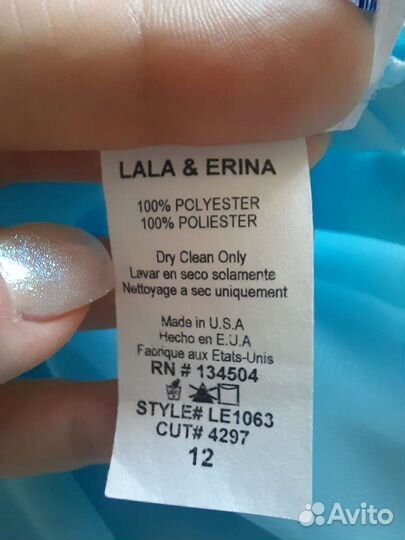 LALA & ERINA
100% POLYESTER
100% POLIESTER
Dry Clean Only
Lavar en seco solamente
Nettoyage a sec uniquement
Made in U.S.A
Hecho en E.U.A
Fabrique aux Etats-Unis
RN # 134504
STYLE# LE1063
CUT# 4297
12
Avito